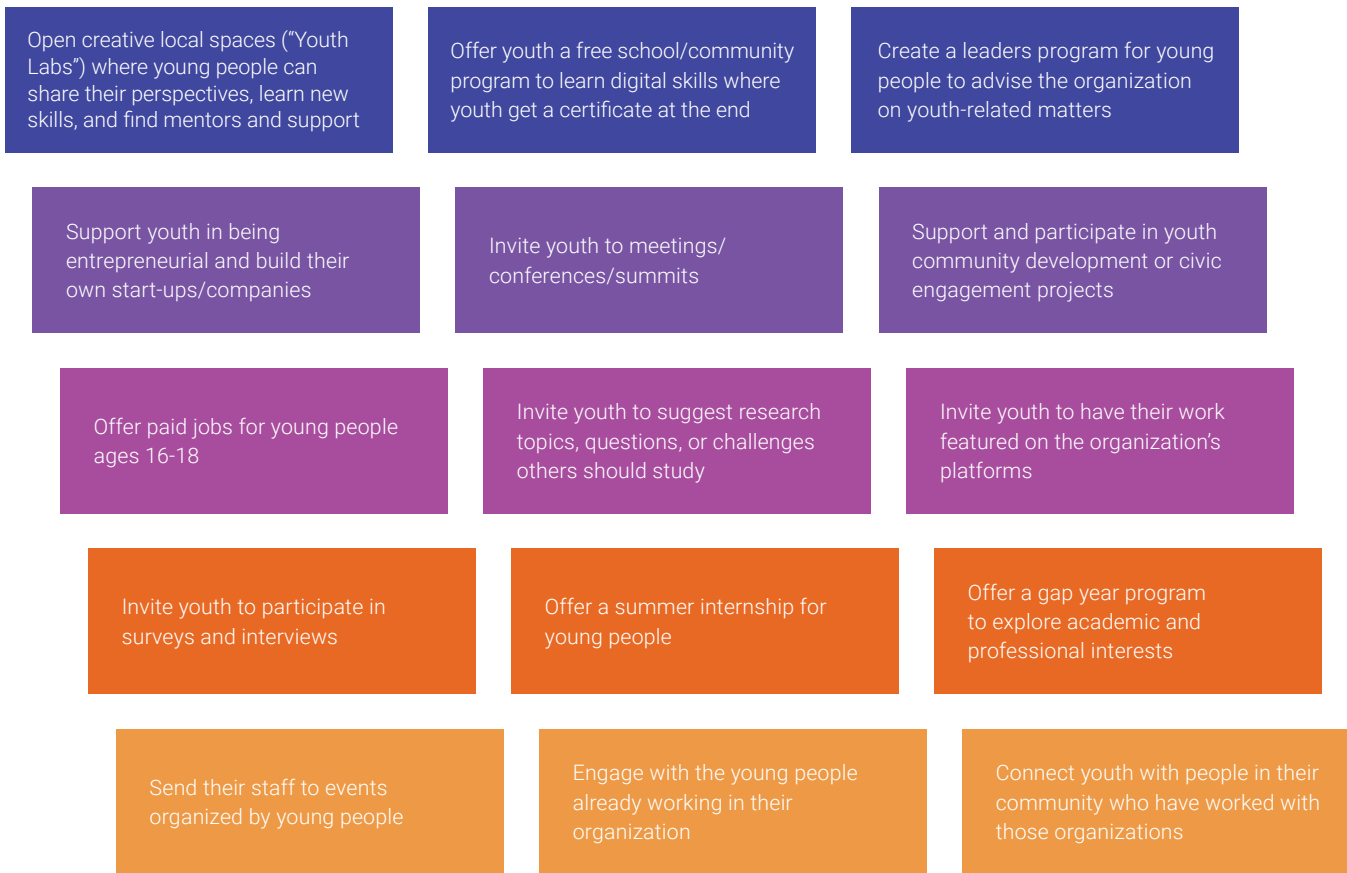 Open creative local spaces (“Youth
Labs”) where young people can
share their perspectives, learn new
skills, and find mentors and support
Offer youth a free school/community
program to learn digital skills where
youth get a certificate at the end
Create a leaders program for young
people to advise the organization
on youth-related matters
Support youth in being
entrepreneurial and build their
own start-ups/companies
Invite youth to meetings/
conferences/summits
Support and participate in youth
community development or civic
engagement projects
Offer paid jobs for young people
ages 16-18
Invite youth to suggest research
topics, questions, or challenges
others should study
Invite youth to have their work
featured on the organization’s
platforms
Invite youth to participate in
surveys and interviews
Offer a summer internship for
young people
Offer a gap year program
to explore academic and
professional interests
Send their staff to events
organized by young people
Engage with the young people
already working in their
organization
Connect youth with people in their
community who have worked with
those organizations